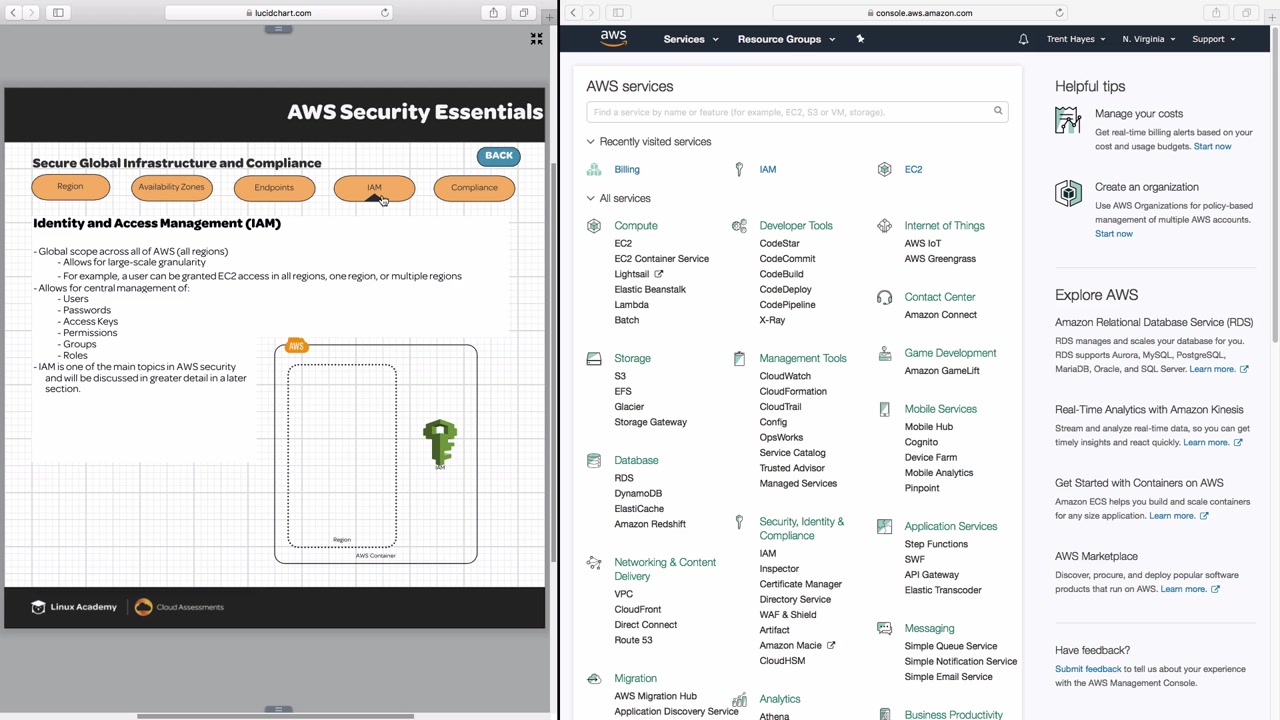 lucidchart.com
AWS Security Essentials
Secure Global Infrastructure and Compliance
BACK
Region
Availability Zones
Endpoints
IAM
Compliance
Identity and Access Management (IAM)
- Global scope across all of AWS (all regions)
- Allows for large-scale granularity
- For example, a user can be granted EC2 access in all regions, one region, or multiple regions
- Allows for central management of:
- Users
- Passwords
- Access Keys
- Permissions
- Groups
- Roles
- IAM is one of the main topics in AWS security
and will be discussed in greater detail in a later
section.
AWS
IAM
Region
AWS Container
Linux Academy
Cloud Assessments
console.aws.amazon.com
aws
Services
Resource Groups
Trent Hayes
N. Virginia
Support
AWS services
Find a service by name or feature (for example, EC2, S3 or VM, storage).
Recently visited services
Billing
IAM
EC2
All services
Compute
EC2
EC2 Container Service
Lightsail
Elastic Beanstalk
Lambda
Batch
Storage
S3
EFS
Glacier
Storage Gateway
Database
RDS
DynamoDB
ElastiCache
Amazon Redshift
Networking & Content
Delivery
VPC
CloudFront
Direct Connect
Route 53
Migration
AWS Migration Hub
Application Discovery Service
Developer Tools
CodeStar
CodeCommit
CodeBuild
CodeDeploy
CodePipeline
X-Ray
Management Tools
CloudWatch
CloudFormation
CloudTrail
Config
OpsWorks
Service Catalog
Trusted Advisor
Managed Services
Security, Identity &
Compliance
IAM
Inspector
Certificate Manager
Directory Service
WAF & Shield
Artifact
Amazon Macie
CloudHSM
Analytics
Athena
Internet of Things
AWS IoT
AWS Greengrass
Contact Center
Amazon Connect
Game Development
Amazon GameLift
Mobile Services
Mobile Hub
Cognito
Device Farm
Mobile Analytics
Pinpoint
Application Services
Step Functions
SWF
API Gateway
Elastic Transcoder
Messaging
Simple Queue Service
Simple Notification Service
Simple Email Service
Business Productivity
Helpful tips
Manage your costs
Get real-time billing alerts based on your
cost and usage budgets. Start now
Create an organization
Use AWS Organizations for policy-based
management of multiple AWS accounts.
Start now
Explore AWS
Amazon Relational Database Service (RDS)
RDS manages and scales your database for you.
RDS supports Aurora, MySQL, PostgreSQL,
MariaDB, Oracle, and SQL Server. Learn more.
Real-Time Analytics with Amazon Kinesis
Stream and analyze real-time data, so you can get
timely insights and react quickly. Learn more.
Get Started with Containers on AWS
Amazon ECS helps you build and scale containers
for any size application. Learn more.
AWS Marketplace
Discover, procure, and deploy popular software
products that run on AWS. Learn more.
Have feedback?
Submit feedback to tell us about your experience
with the AWS Management Console.